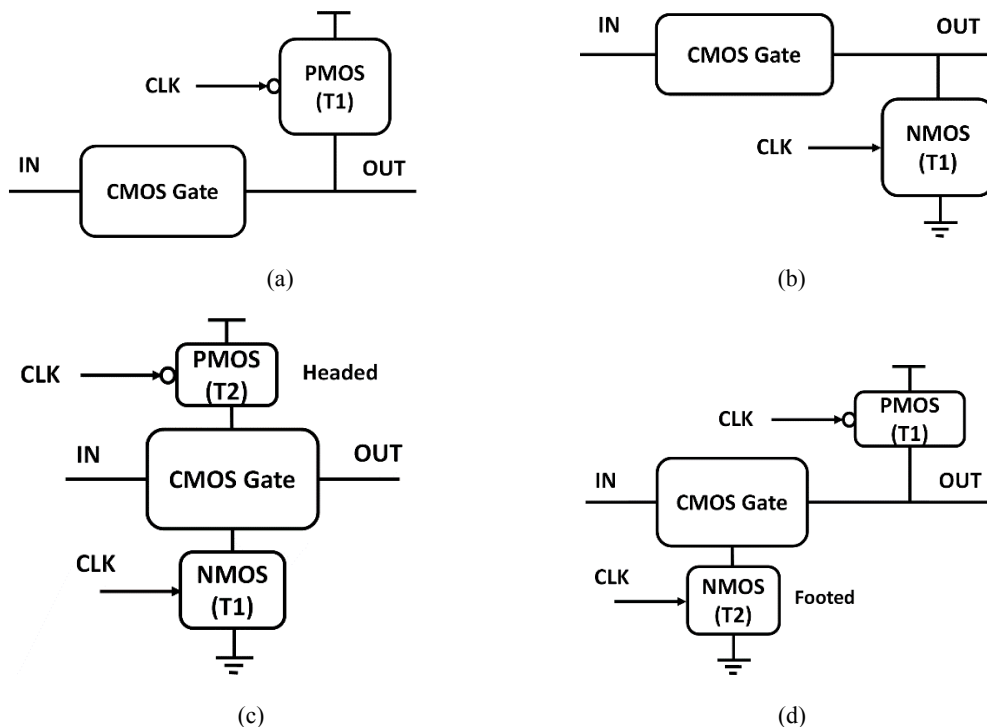 IN
CLK
PMOS
(T1)
CMOS Gate
OUT
(a)
IN
CMOS Gate
OUT
CLK
NMOS
(T1)
(b)
CLK
PMOS
(T2)
Headed
IN
CMOS Gate
OUT
CLK
NMOS
(T1)
(c)
CLK
PMOS
(T1)
IN
CMOS Gate
OUT
CLK
NMOS
(T2)
Footed
(d)